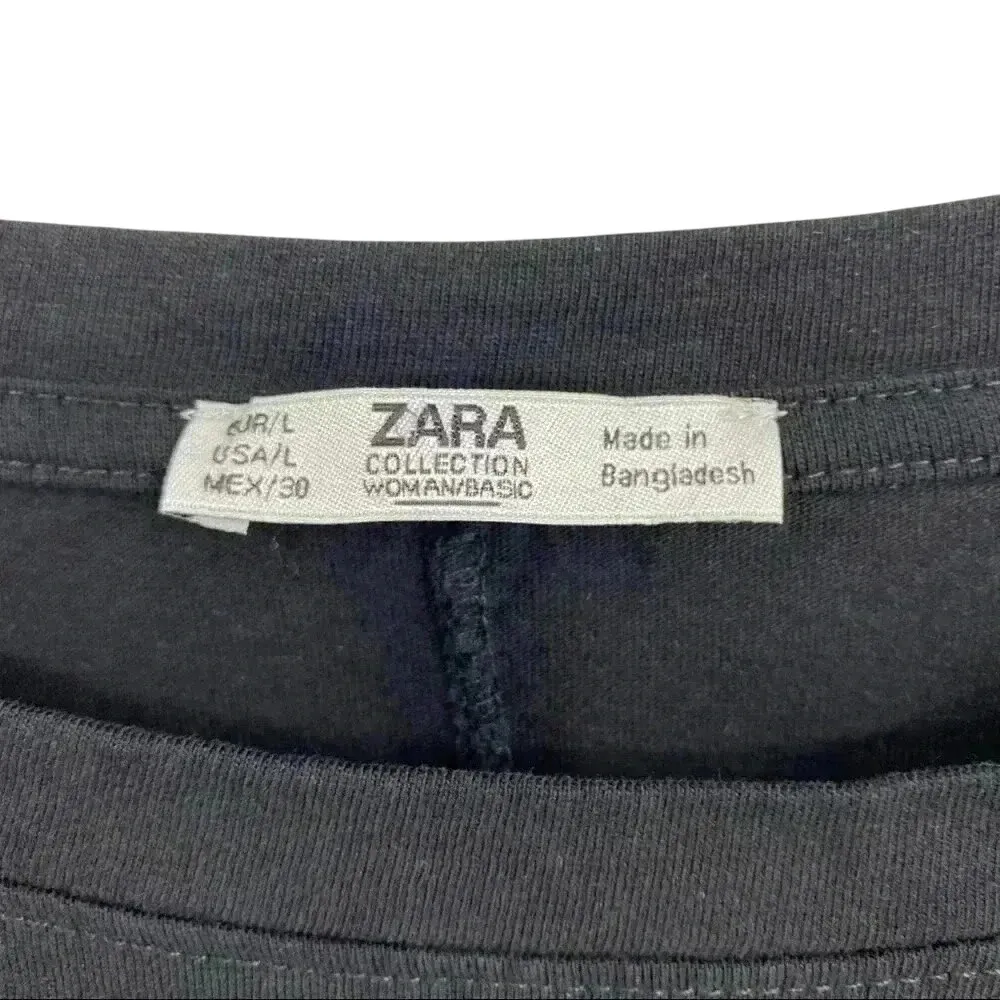 EUR/L
USA/L
MEX/30
ZARA
COLLECTION
WOMAN/BASIC
Made in
Bangladesh